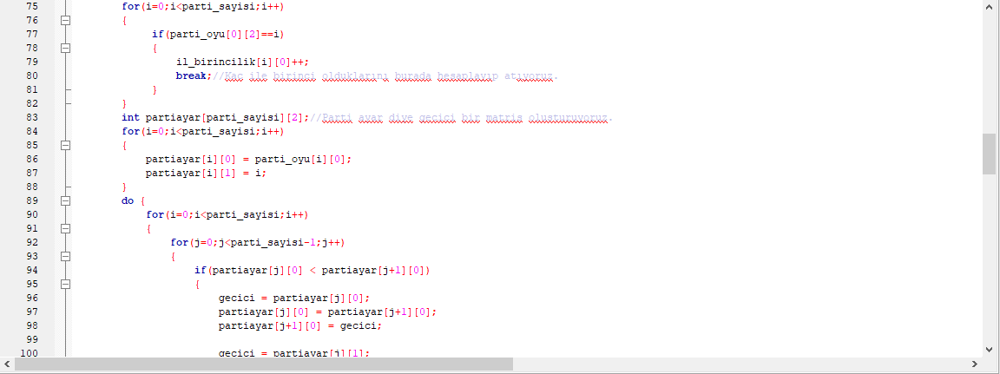 75 for(i=0;i<parti_sayisi;i++)
76 {
77 if(parti_oyu[0][2]==i)
78 {
79 il_birincilik[i][0]++;
80 break;//Kac ile birinci olduklarını burada hesaplayıp atıyoruz.
81 }
82 }
83 int partiayar[parti_sayisi][2];//Parti ayar diye gecici bir matris olusturuyoruz.
84 for(i=0;i<parti_sayisi;i++)
85 {
86 partiayar[i][0] = parti_oyu[i][0];
87 partiayar[i][1] = i;
88 }
89 do {
90 for(i=0;i<parti_sayisi;i++)
91 {
92 for(j=0;j<parti_sayisi-1;j++)
93 {
94 if(partiayar[j][0] < partiayar[j+1][0])
95 {
96 gecici = partiayar[j][0];
97 partiayar[j][0] = partiayar[j+1][0];
98 partiayar[j+1][0] = gecici;
99
100 gecici = partiayar[j][1];